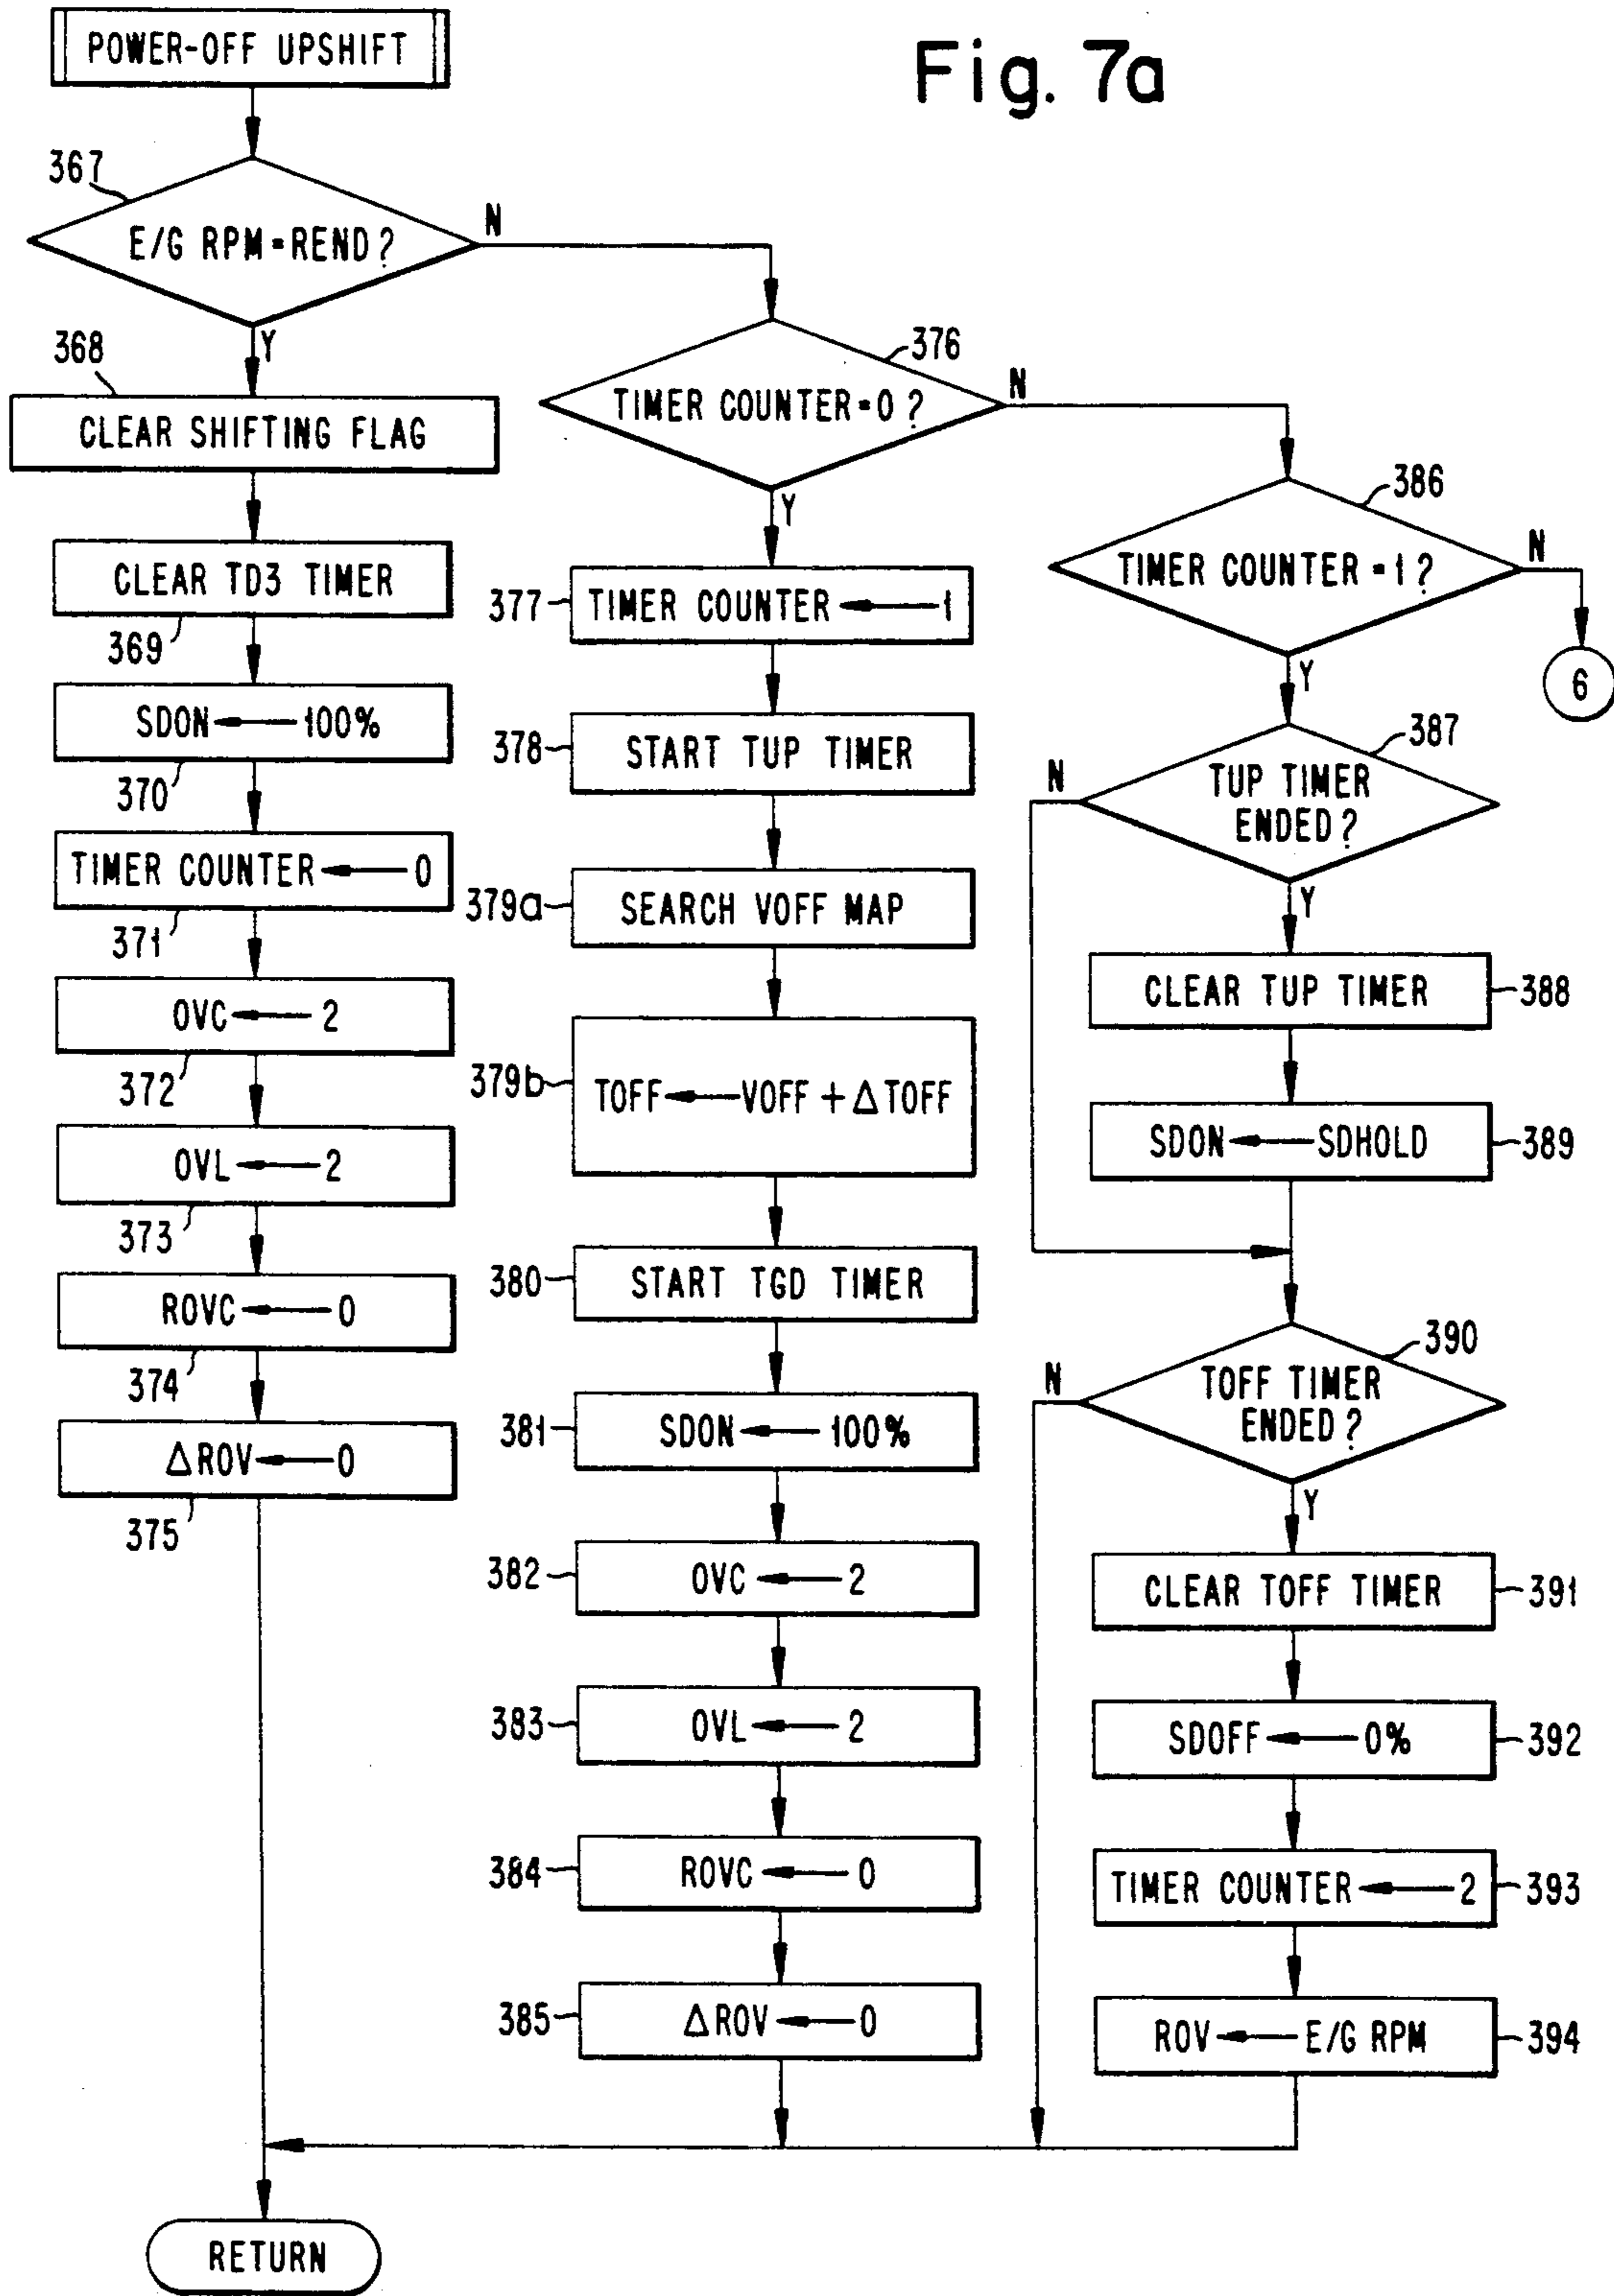 Fig. 7a
POWER-OFF UPSHIFT
367
E/G RPM=REND?
N
Y
368
CLEAR SHIFTING FLAG
CLEAR TD3 TIMER
369
SDON ← 100%
370
TIMER COUNTER ← 0
371
OVC ← 2
372
OVL ← 2
373
ROVC ← 0
374
ΔROV ← 0
375
376
TIMER COUNTER=0?
N
Y
377
TIMER COUNTER ← 1
378
START TUP TIMER
379a
SEARCH VOFF MAP
379b
TOFF ← VOFF + ΔTOFF
380
START TGD TIMER
381
SDON ← 100%
382
OVC ← 2
383
OVL ← 2
384
ROVC ← 0
385
ΔROV ← 0
386
TIMER COUNTER=1?
N
6
Y
387
N
TUP TIMER
ENDED?
Y
CLEAR TUP TIMER
388
SDON ← SDHOLD
389
390
N
TOFF TIMER
ENDED?
Y
CLEAR TOFF TIMER
391
SDOFF ← 0%
392
TIMER COUNTER ← 2
393
ROV ← E/G RPM
394
RETURN